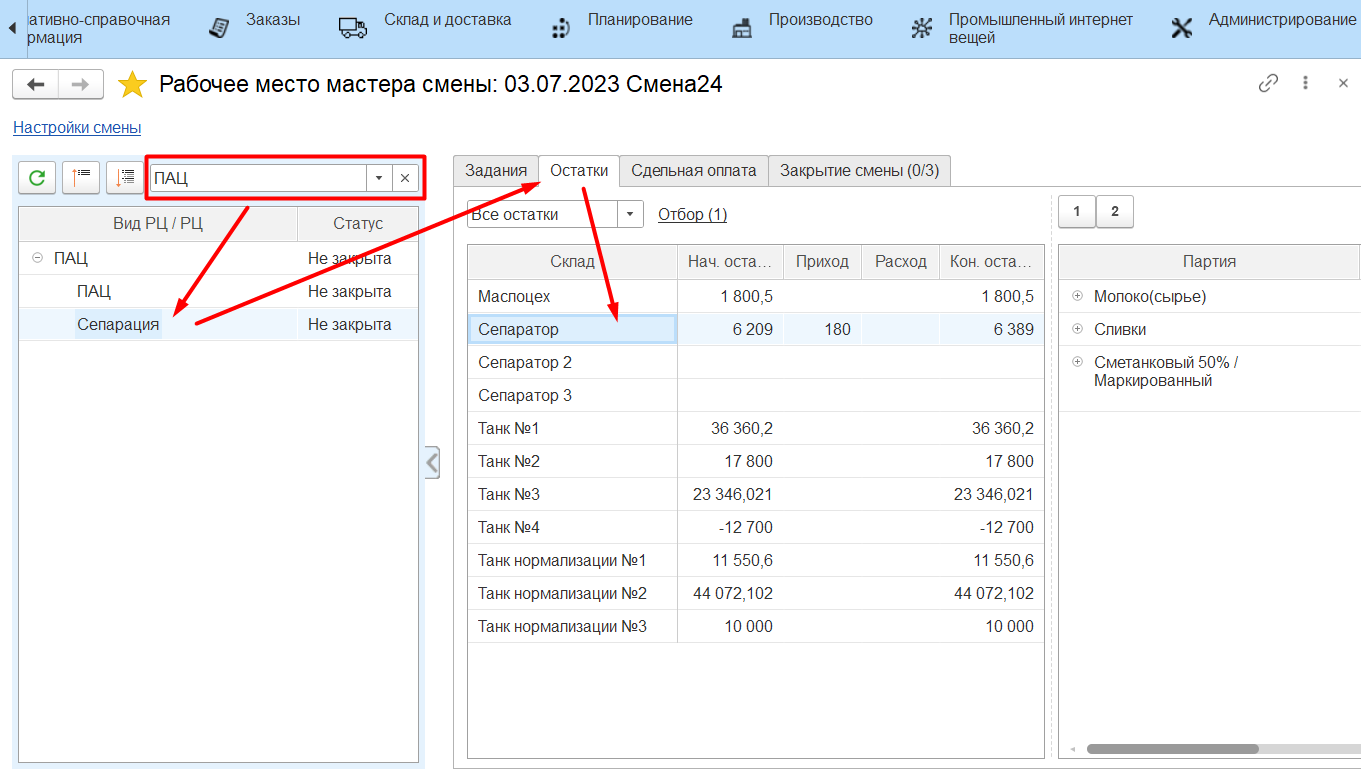 ативно-справочная
рмация
Заказы
Склад и доставка
Планирование
Производство
Промышленный интернет
вещей
Администрирование
Рабочее место мастера смены: 03.07.2023 Смена24
Настройки смены
ПАЦ
Вид РЦ / РЦ Статус
ПАЦ Не закрыта
ПАЦ Не закрыта
Сепарация Не закрыта
Задания Остатки Сдельная оплата Закрытие смены (0/3)
Все остатки Отбор (1)
Склад Нач. оста... Приход Расход Кон. оста...
Маслоцех 1 800,5 1 800,5
Сепаратор 6 209 180 6 389
Сепаратор 2
Сепаратор 3
Танк №1 36 360,2 36 360,2
Танк №2 17 800 17 800
Танк №3 23 346,021 23 346,021
Танк №4 -12 700 -12 700
Танк нормализации №1 11 550,6 11 550,6
Танк нормализации №2 44 072,102 44 072,102
Танк нормализации №3 10 000 10 000
1 2
Партия
Молоко(сырье)
Сливки
Сметанковый 50% /
Маркированный